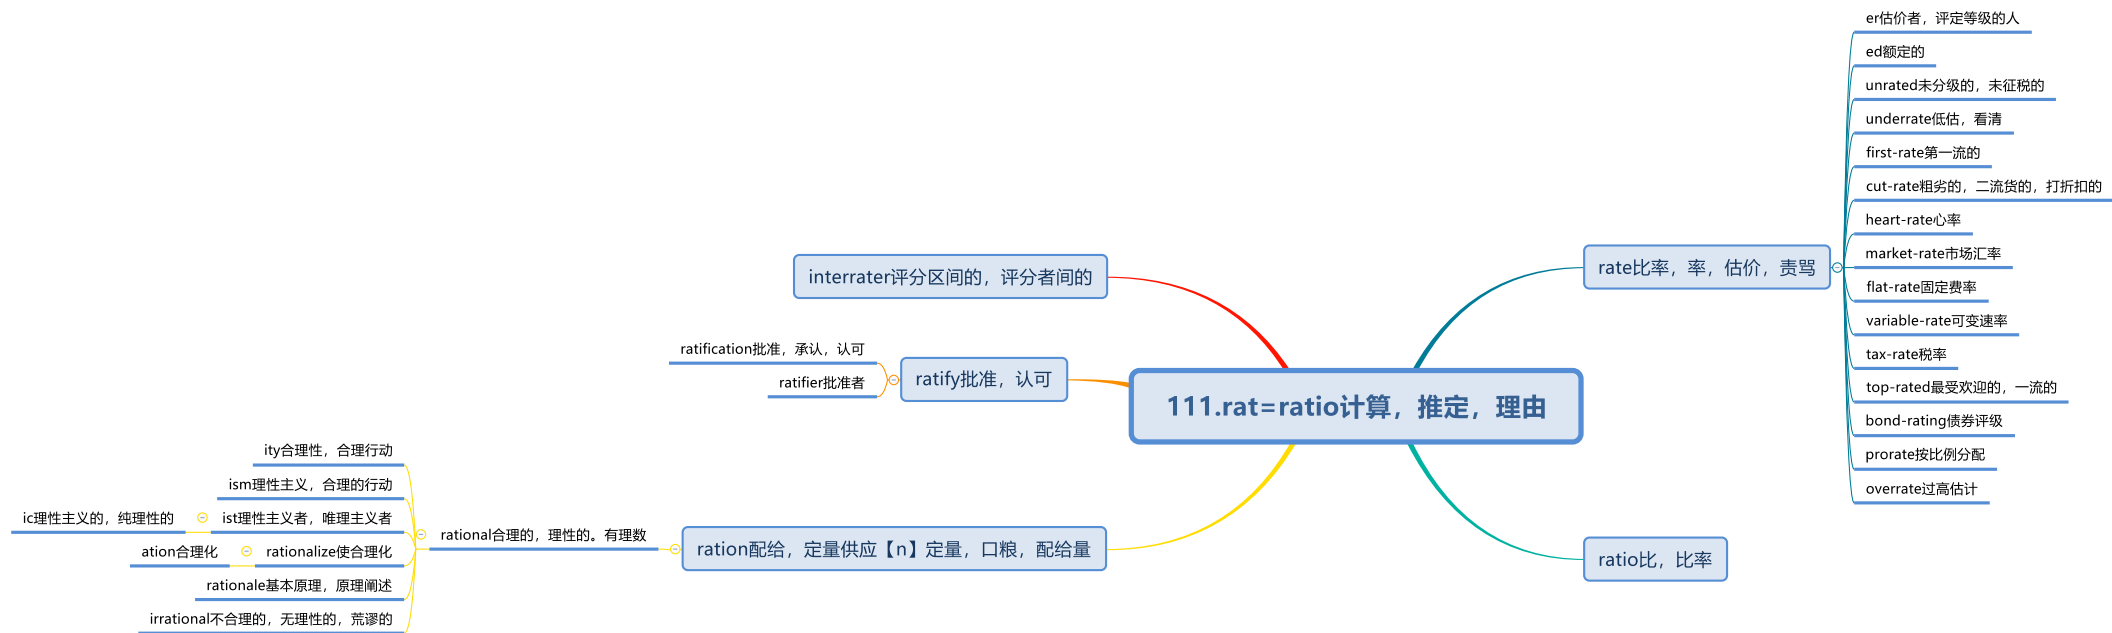 111.rat=ratio计算，推定，理由
rate比率，率，估价，责骂
er估价者，评定等级的人
ed额定的
unrated未分级的，未征税的
underrate低估，看清
first-rate第一流的
cut-rate粗劣的，二流货的，打折扣的
heart-rate心率
market-rate市场汇率
flat-rate固定费率
variable-rate可变速率
tax-rate税率
top-rated最受欢迎的，一流的
bond-rating债券评级
prorate按比例分配
overrate过高估计
ratio比，比率
interrater评分区间的，评分者间的
ratify批准，认可
ratification批准，承认，认可
ratifier批准者
ration配给，定量供应【n】定量，口粮，配给量
rational合理的，理性的。有理数
ity合理性，合理行动
ism理性主义，合理的行动
ist理性主义者，唯理主义者
ic理性主义的，纯理性的
rationalize使合理化
ation合理化
rationale基本原理，原理阐述
irrational不合理的，无理性的，荒谬的